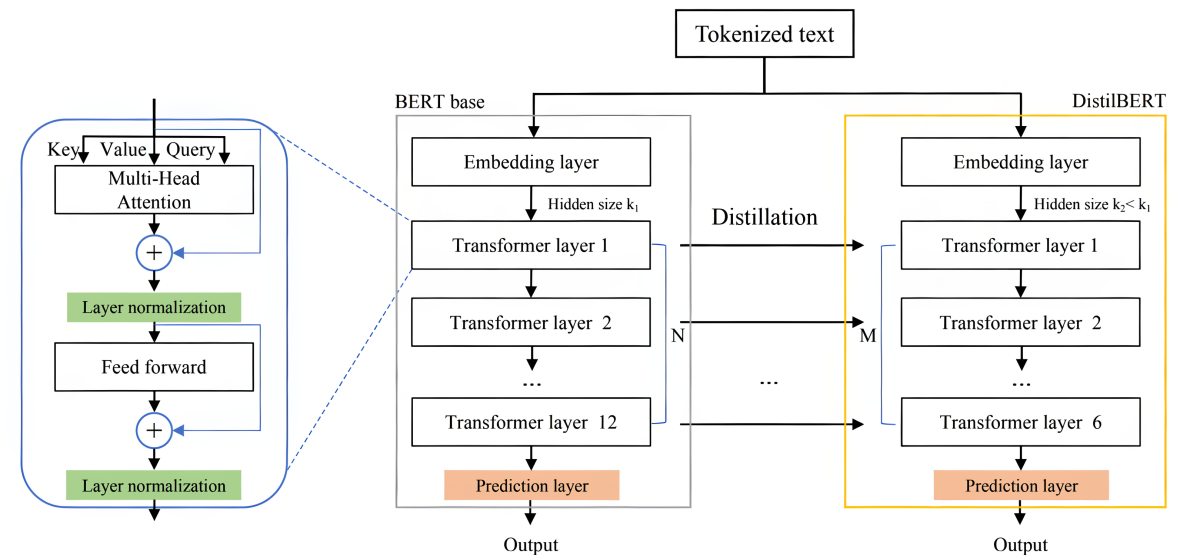 Tokenized text
BERT base
DistilBERT
Key Value Query
Multi-Head
Attention
+
Layer normalization
Feed forward
+
Layer normalization
Embedding layer
Hidden size k₁
Transformer layer 1
Transformer layer 2
...
Transformer layer 12
Prediction layer
Output
N
Distillation
...
M
Embedding layer
Hidden size k₂< k₁
Transformer layer 1
Transformer layer 2
...
Transformer layer 6
Prediction layer
Output